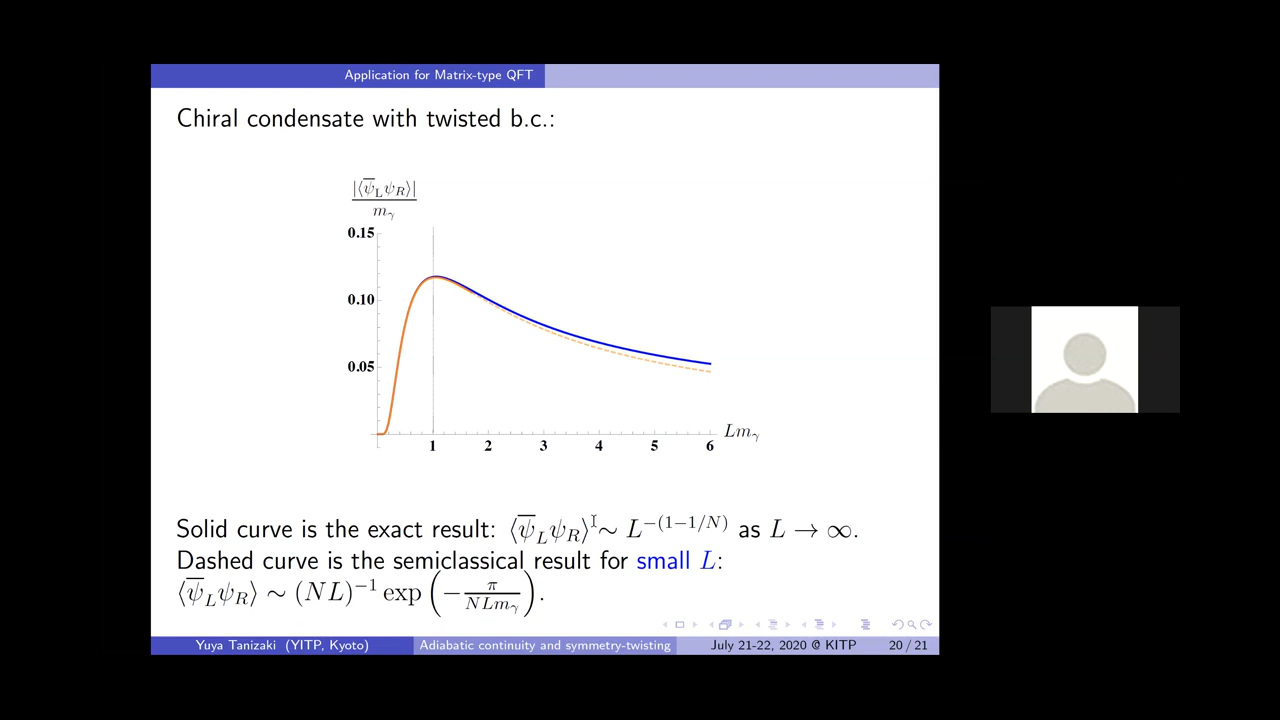 Application for Matrix-type QFT
Chiral condensate with twisted b.c.:
|⟨ψ̅_Lψ_R⟩|
m_γ
0.15
0.10
0.05
1 2 3 4 5 6
Lm_γ
Solid curve is the exact result: ⟨ψ̅_Lψ_R⟩ ∼ L^{−(1−1/N)} as L → ∞.
Dashed curve is the semiclassical result for small L:
⟨ψ̅_Lψ_R⟩ ∼ (NL)^{−1} exp(−π/(NLm_γ)).
Yuya Tanizaki (YITP, Kyoto) Adiabatic continuity and symmetry-twisting July 21-22, 2020 @ KITP 20 / 21